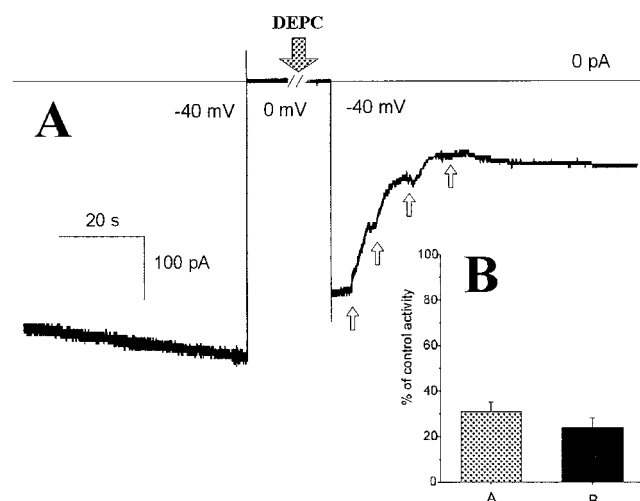 DEPC
0 pA
A
-40 mV
0 mV
-40 mV
20 s
100 pA
B
% of control activity
100
80
60
40
20
0
A
B